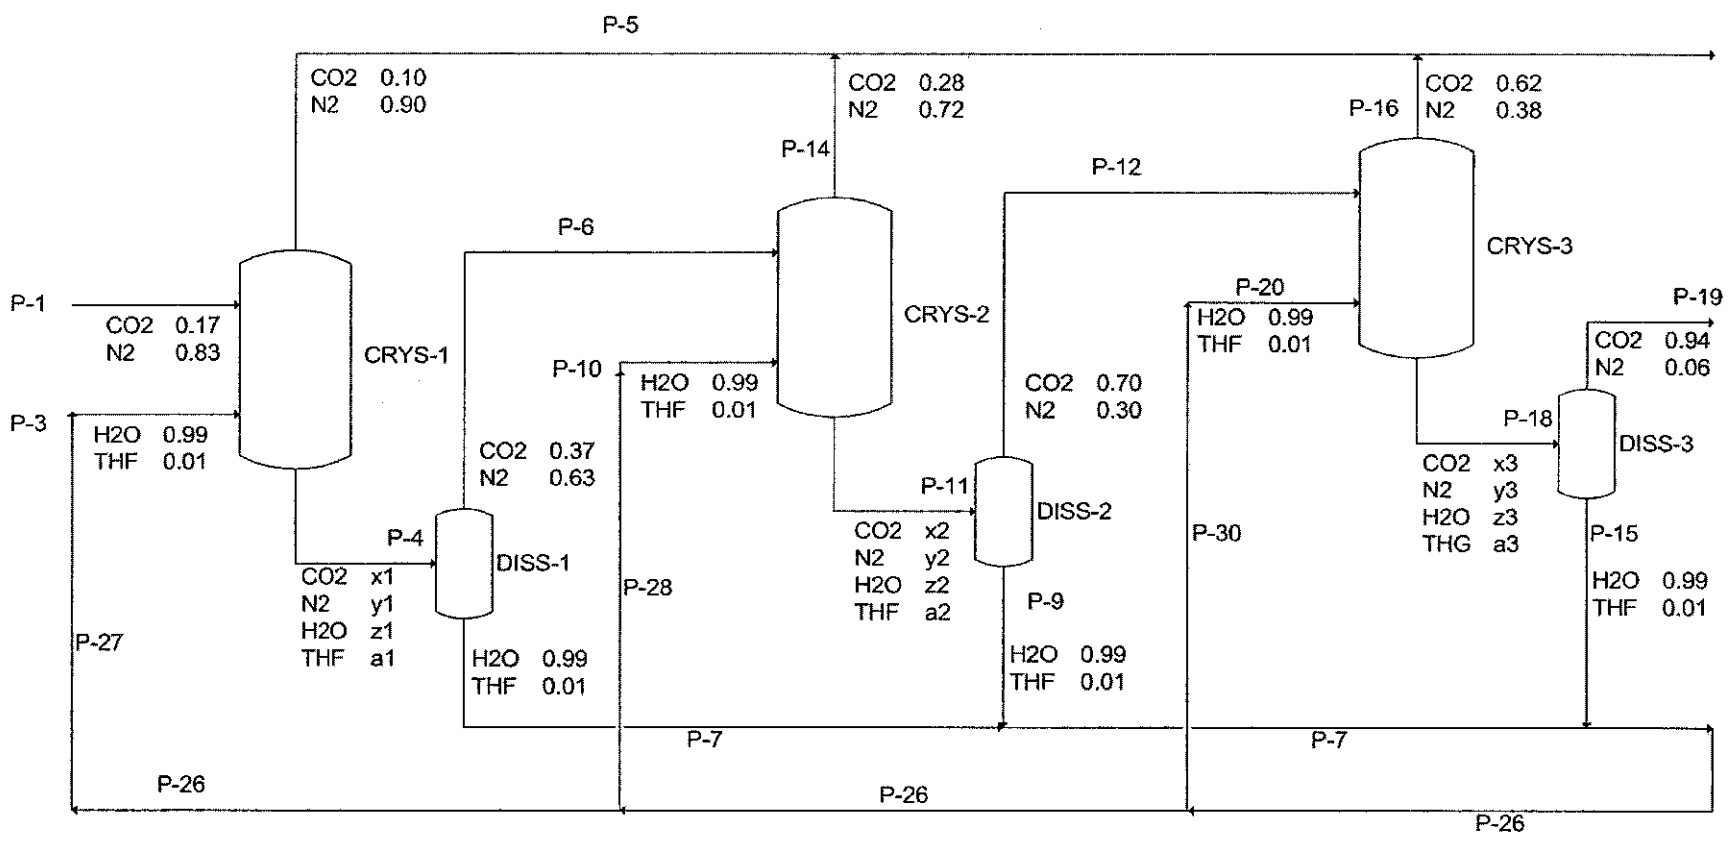 P-5
CO2 0.10
N2 0.90
CO2 0.28
N2 0.72
CO2 0.62
N2 0.38
P-16
P-14
P-12
P-6
CRYS-3
P-1
CO2 0.17
N2 0.83
CRYS-1
CRYS-2
P-20
H2O 0.99
THF 0.01
P-19
CO2 0.94
N2 0.06
P-10
H2O 0.99
THF 0.01
CO2 0.70
N2 0.30
P-3
H2O 0.99
THF 0.01
CO2 0.37
N2 0.63
P-18
DISS-3
CO2 x3
N2 y3
H2O z3
THG a3
P-11
DISS-2
CO2 x2
N2 y2
H2O z2
THF a2
P-4
DISS-1
CO2 x1
N2 y1
H2O z1
THF a1
P-30
P-15
H2O 0.99
THF 0.01
P-28
P-9
H2O 0.99
THF 0.01
P-27
H2O 0.99
THF 0.01
P-7
P-7
P-26
P-26
P-26